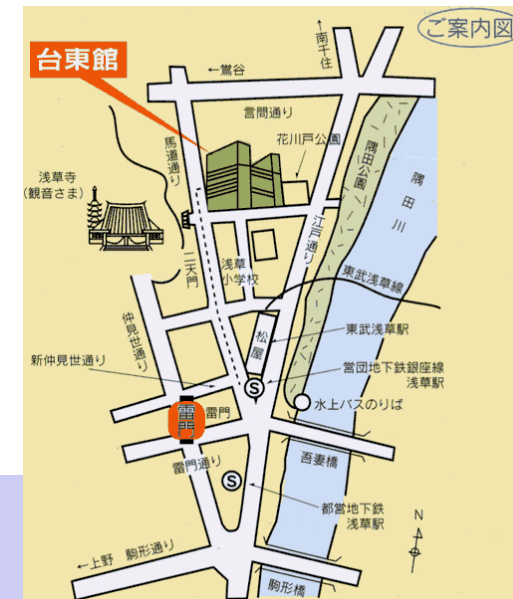 ご案内図
台東館
←南千住
←鶯谷
言問通り
花川戸公園
馬道通り
浅草寺
(観音さま)
隅田公園
隅田川
江戸通り
二天門
浅草
小学校
東武浅草線
仲見世通り
松屋
東武浅草駅
新仲見世通り
営団地下鉄銀座線
浅草駅
S
水上バスのりば
雷門
雷門
吾妻橋
雷門通り
S
都営地下鉄
浅草駅
N
←上野 駒形通り
駒形橋